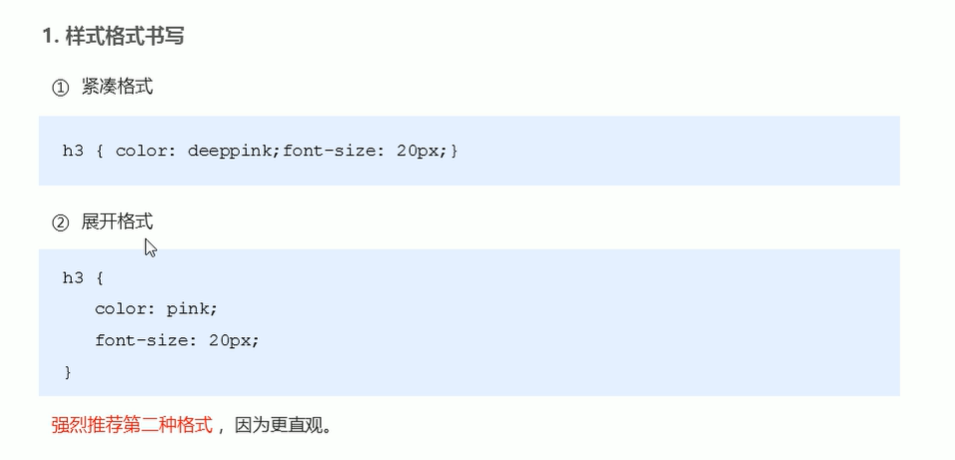 1. 样式格式书写
① 紧凑格式
h3 { color: deeppink;font-size: 20px;}
② 展开格式
h3 {
color: pink;
font-size: 20px;
}
强烈推荐第二种格式，因为更直观。